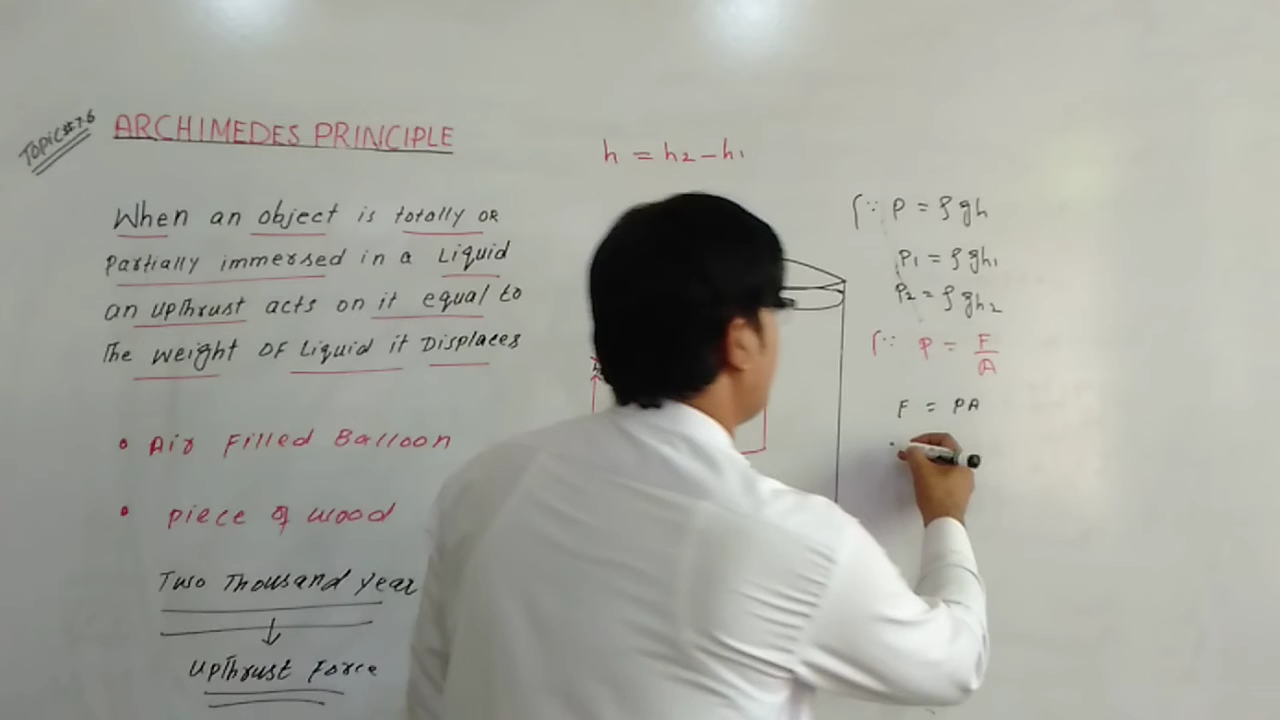 Topic#7.6
ARCHIMEDES PRINCIPLE
When an object is totally OR
Partially immersed in a Liquid
an upthrust acts on it equal to
The weight OF Liquid it Displaces
• Air Filled Balloon
• piece of wood
Two Thousand year
↓
UpThrust Force
h = h₂ - h₁
∵ P = ρgh
P₁ = ρgh₁
P₂ = ρgh₂
∵ P = F/A
F = PA